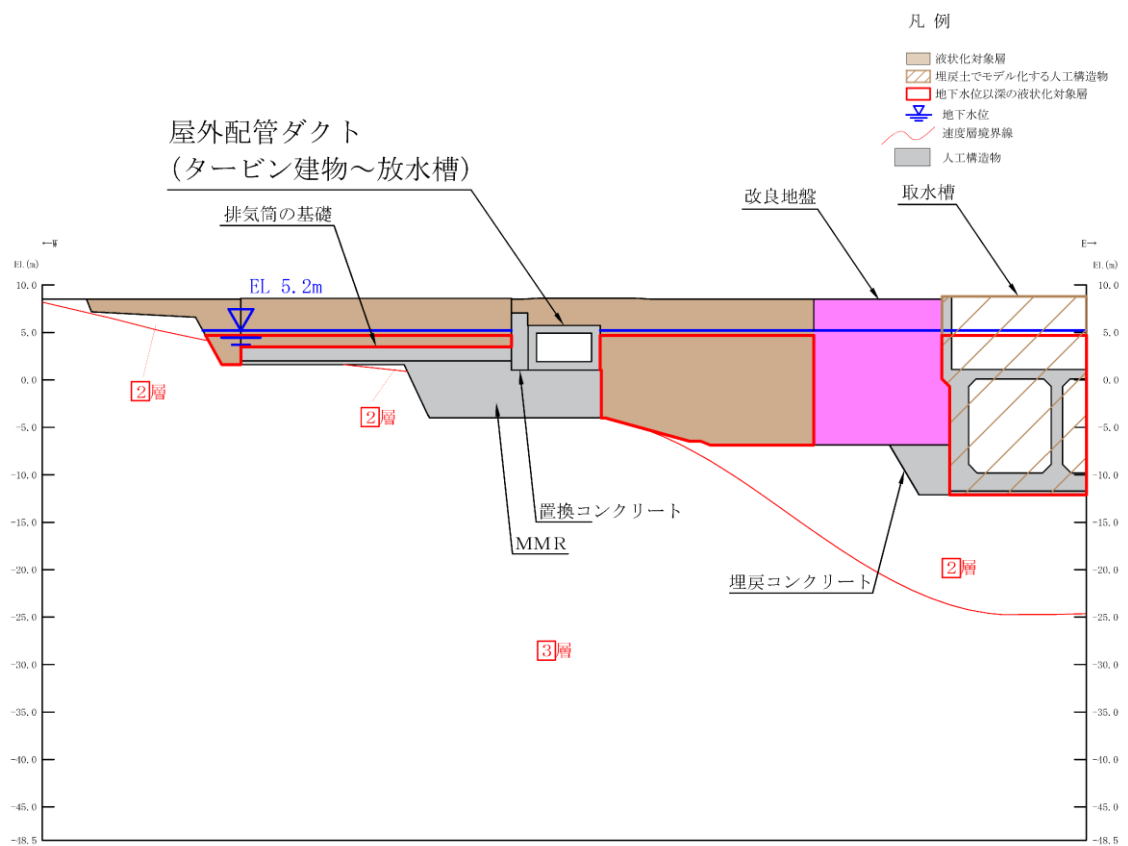 凡 例
液状化対象層
埋戻土でモデル化する人工構造物
地下水位以深の液状化対象層
地下水位
速度層境界線
人工構造物
屋外配管ダクト
(タービン建物～放水槽)
排気筒の基礎
改良地盤
取水槽
←W
E→
EL(m)
EL(m)
EL 5.2m
10.0
5.0
0.0
-5.0
-10.0
-15.0
-20.0
-25.0
-30.0
-35.0
-40.0
-45.0
-48.5
2層
2層
置換コンクリート
MMR
埋戻コンクリート
2層
3層
10.0
5.0
0.0
-5.0
-10.0
-15.0
-20.0
-25.0
-30.0
-35.0
-40.0
-45.0
-48.5